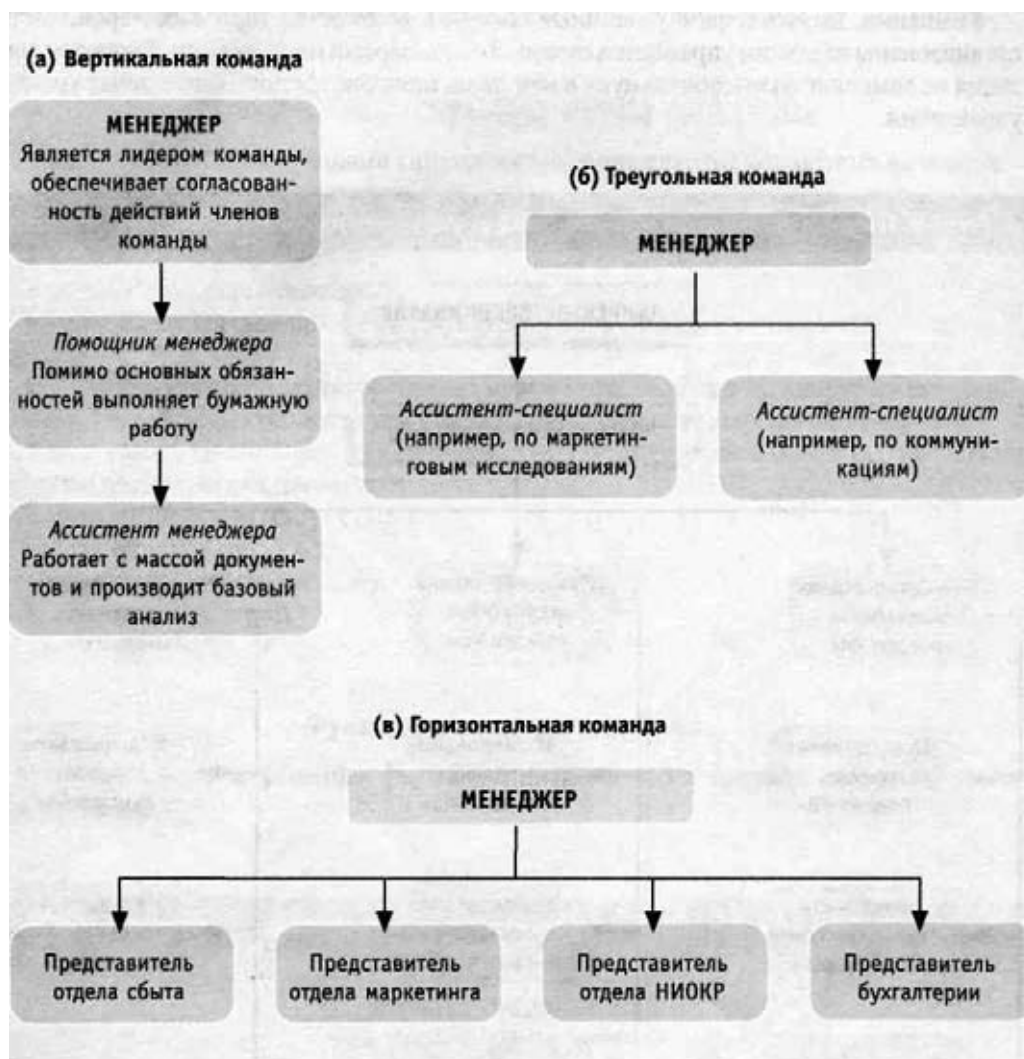 (а) Вертикальная команда
МЕНЕДЖЕР
Является лидером команды,
обеспечивает согласован-
ность действий членов
команды
Помощник менеджера
Помимо основных обязан-
ностей выполняет бумажную
работу
Ассистент менеджера
Работает с массой докумен-
тов и производит базовый
анализ
(б) Треугольная команда
МЕНЕДЖЕР
Ассистент-специалист
(например, по маркетин-
говым исследованиям)
Ассистент-специалист
(например, по коммуни-
кациям)
(в) Горизонтальная команда
МЕНЕДЖЕР
Представитель
отдела сбыта
Представитель
отдела маркетинга
Представитель
отдела НИОКР
Представитель
бухгалтерии